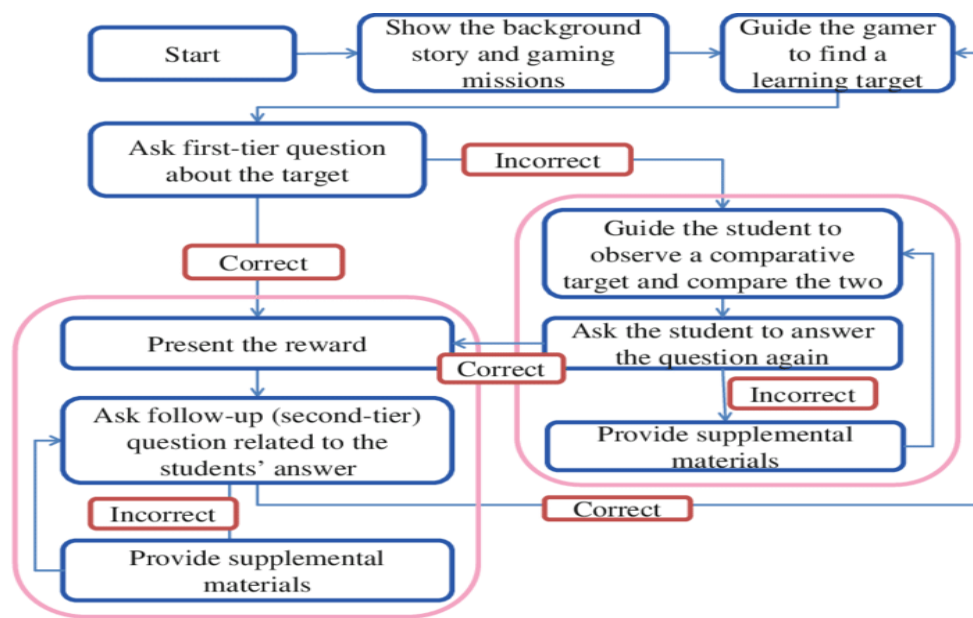 Start
Show the background
story and gaming
missions
Guide the gamer
to find a
learning target
Ask first-tier question
about the target
Incorrect
Guide the student to
observe a comparative
target and compare the two
Correct
Present the reward
Ask the student to answer
the question again
Correct
Incorrect
Ask follow-up (second-tier)
question related to the
students’ answer
Provide supplemental
materials
Incorrect
Correct
Provide supplemental
materials